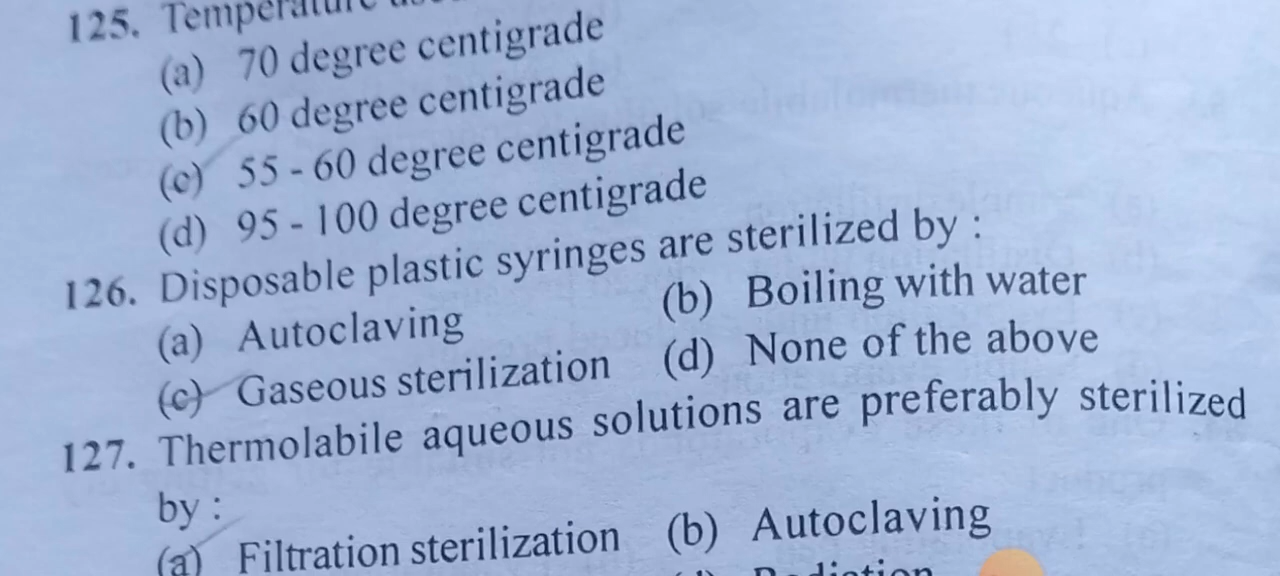 125. Temperature
(a) 70 degree centigrade
(b) 60 degree centigrade
(c) 55 - 60 degree centigrade
(d) 95 - 100 degree centigrade
126. Disposable plastic syringes are sterilized by :
(a) Autoclaving (b) Boiling with water
(c) Gaseous sterilization (d) None of the above
127. Thermolabile aqueous solutions are preferably sterilized
by :
(a) Filtration sterilization (b) Autoclaving
Radiation